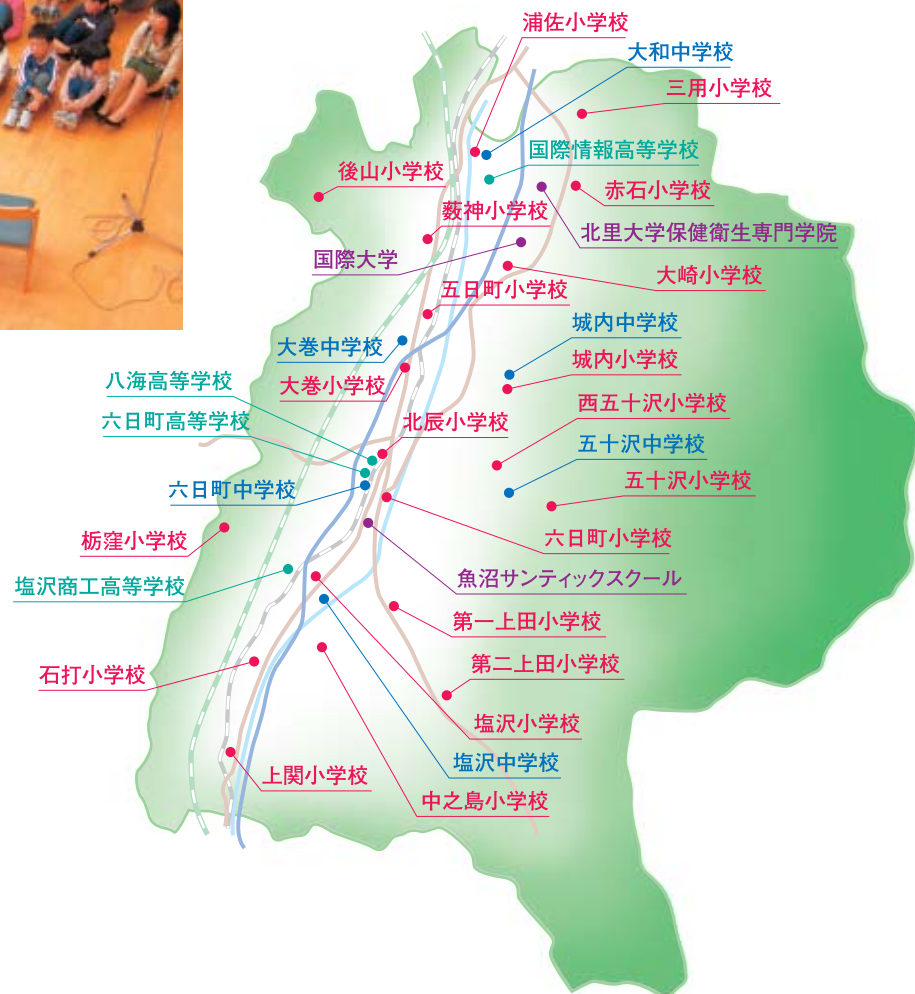 浦佐小学校
大和中学校
三用小学校
国際情報高等学校
後山小学校
赤石小学校
薮神小学校
北里大学保健衛生専門学院
国際大学
大崎小学校
五日町小学校
城内中学校
大巻中学校
城内小学校
八海高等学校
大巻小学校
西五十沢小学校
六日町高等学校
北辰小学校
五十沢中学校
六日町中学校
五十沢小学校
栃窪小学校
六日町小学校
塩沢商工高等学校
魚沼サンティックスクール
第一上田小学校
石打小学校
第二上田小学校
塩沢小学校
上関小学校
塩沢中学校
中之島小学校